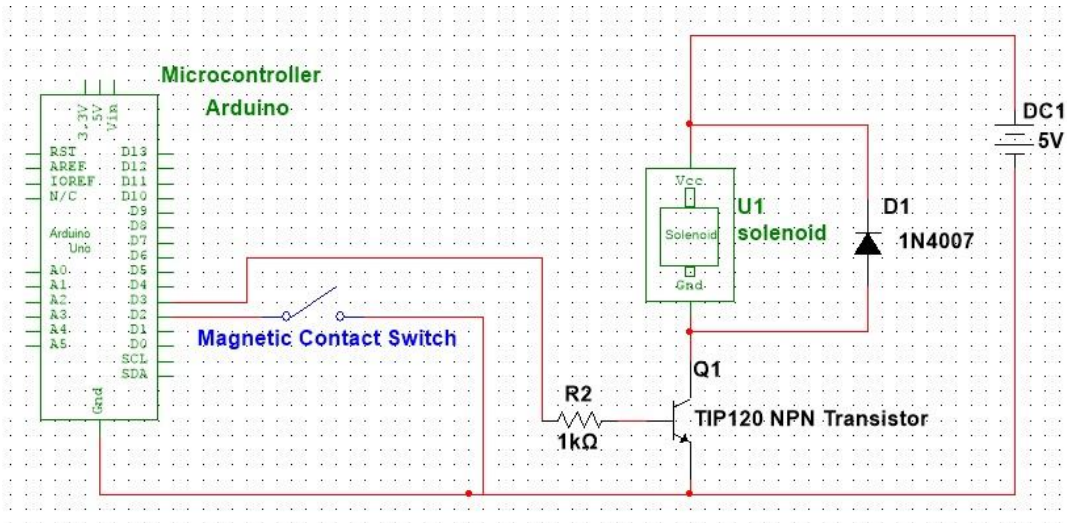 Microcontroller
Arduino
3.3V
5V
Vin
RST
AREF
IOREF
N/C
D13
D12
D11
D10
D9
D8
D7
D6
D5
D4
D3
D2
D1
D0
SCL
SDA
Arduino
Uno
A0
A1
A2
A3
A4
A5
Gnd
Magnetic Contact Switch
R2
1kΩ
Vcc
Solenoid
Gnd
U1
solenoid
D1
1N4007
DC1
5V
Q1
TIP120 NPN Transistor